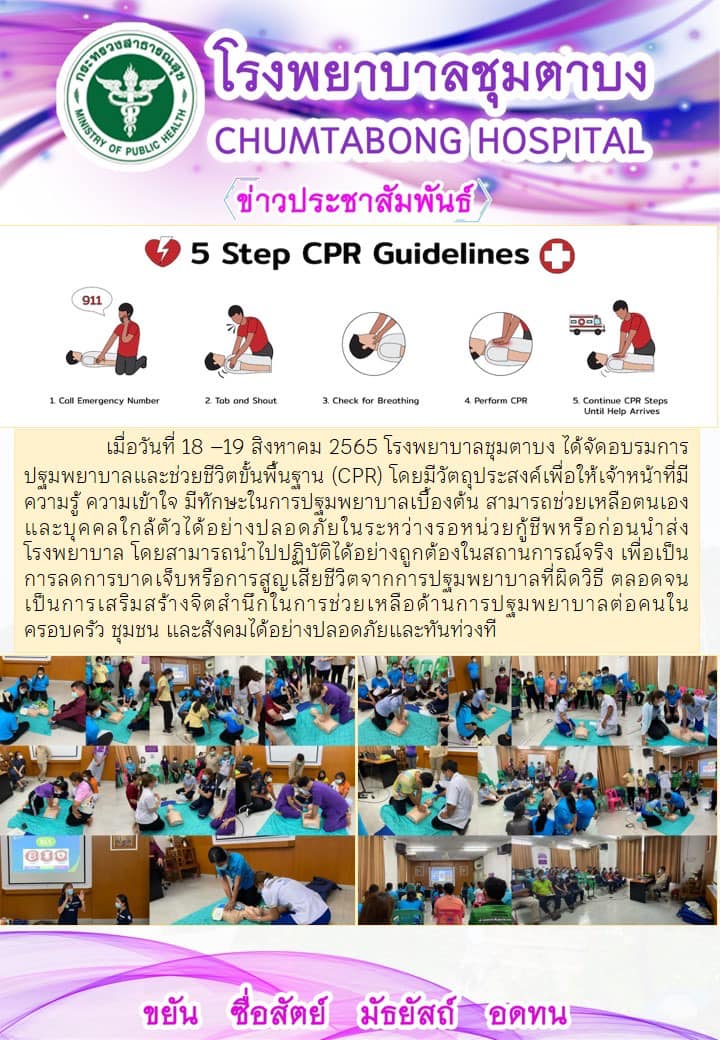 กระทรวงสาธารณสุข
MINISTRY OF PUBLIC HEALTH
โรงพยาบาลชุมตาบง
CHUMTABONG HOSPITAL
ข่าวประชาสัมพันธ์
5 Step CPR Guidelines
911
1. Call Emergency Number
2. Tab and Shout
3. Check for Breathing
4. Perform CPR
5. Continue CPR Steps
Until Help Arrives
เมื่อวันที่ 18 –19 สิงหาคม 2565 โรงพยาบาลชุมตาบง ได้จัดอบรมการ
ปฐมพยาบาลและช่วยชีวิตขั้นพื้นฐาน (CPR) โดยมีวัตถุประสงค์เพื่อให้เจ้าหน้าที่มี
ความรู้ ความเข้าใจ มีทักษะในการปฐมพยาบาลเบื้องต้น สามารถช่วยเหลือตนเอง
และบุคคลใกล้ตัวได้อย่างปลอดภัยในระหว่างรอหน่วยกู้ชีพหรือก่อนนำส่ง
โรงพยาบาล โดยสามารถนำไปปฏิบัติได้อย่างถูกต้องในสถานการณ์จริง เพื่อเป็น
การลดการบาดเจ็บหรือการสูญเสียชีวิตจากการปฐมพยาบาลที่ผิดวิธี ตลอดจน
เป็นการเสริมสร้างจิตสำนึกในการช่วยเหลือด้านการปฐมพยาบาลต่อคนใน
ครอบครัว ชุมชน และสังคมได้อย่างปลอดภัยและทันท่วงที
ขยัน ซื่อสัตย์ มัธยัสถ์ อดทน